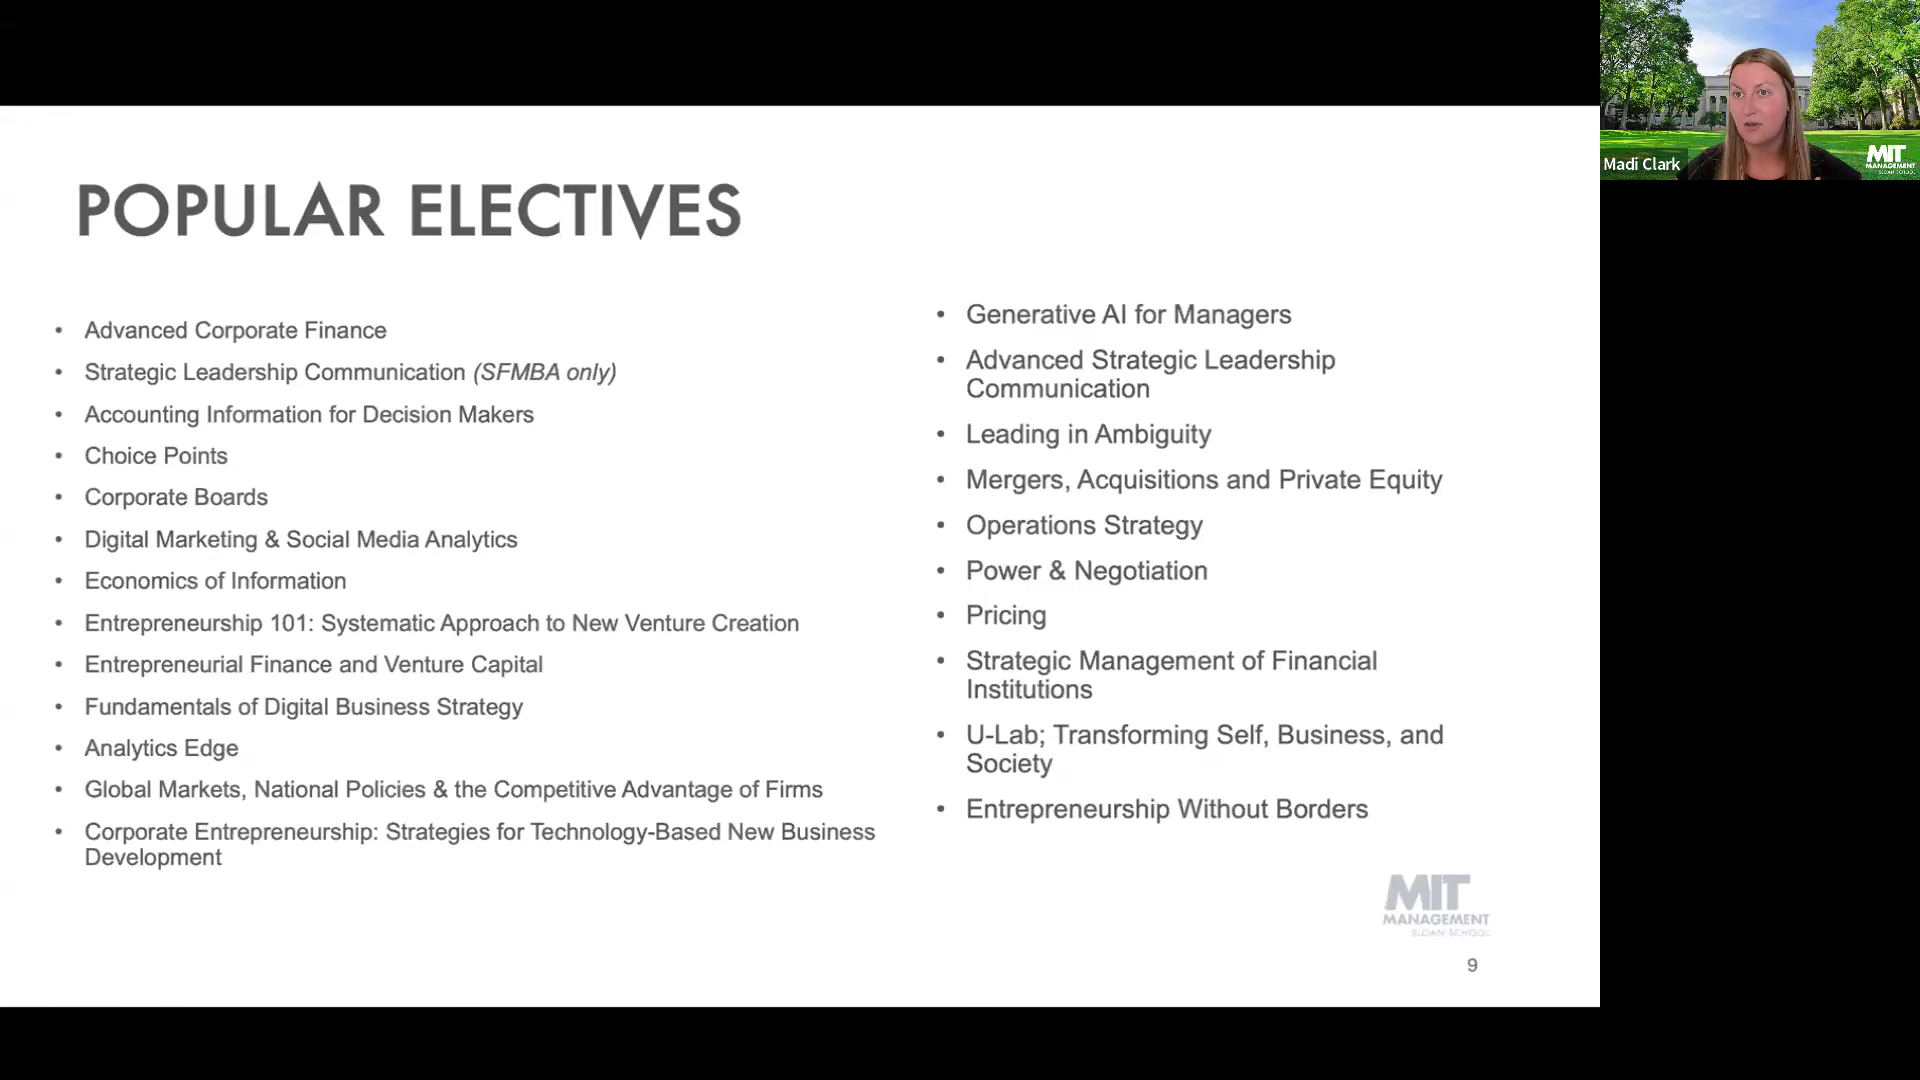 POPULAR ELECTIVES
• Advanced Corporate Finance
• Strategic Leadership Communication (SFMBA only)
• Accounting Information for Decision Makers
• Choice Points
• Corporate Boards
• Digital Marketing & Social Media Analytics
• Economics of Information
• Entrepreneurship 101: Systematic Approach to New Venture Creation
• Entrepreneurial Finance and Venture Capital
• Fundamentals of Digital Business Strategy
• Analytics Edge
• Global Markets, National Policies & the Competitive Advantage of Firms
• Corporate Entrepreneurship: Strategies for Technology-Based New Business
Development
• Generative AI for Managers
• Advanced Strategic Leadership
Communication
• Leading in Ambiguity
• Mergers, Acquisitions and Private Equity
• Operations Strategy
• Power & Negotiation
• Pricing
• Strategic Management of Financial
Institutions
• U-Lab; Transforming Self, Business, and
Society
• Entrepreneurship Without Borders
MIT
MANAGEMENT
SLOAN SCHOOL
9
Madi Clark
MIT
MANAGEMENT
SLOAN SCHOOL